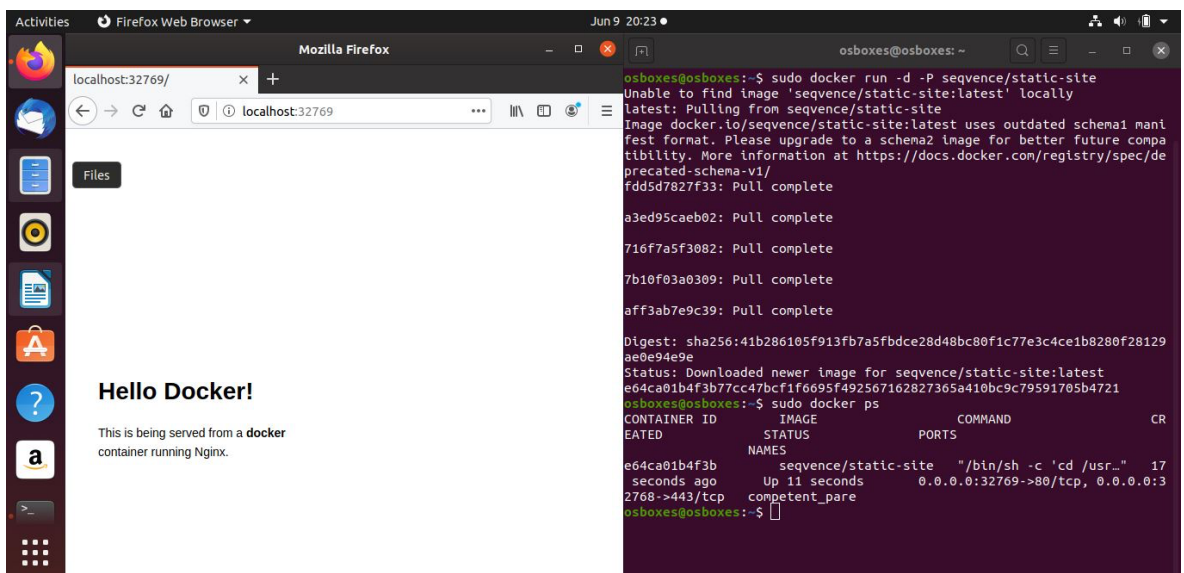 Activities Firefox Web Browser Jun 9 20:23
Mozilla Firefox
localhost:32769/
localhost:32769
Files
Hello Docker!
This is being served from a docker
container running Nginx.
osboxes@osboxes: ~
osboxes@osboxes:~$ sudo docker run -d -P seqvence/static-site
Unable to find image 'seqvence/static-site:latest' locally
latest: Pulling from seqvence/static-site
Image docker.io/seqvence/static-site:latest uses outdated schema1 mani
fest format. Please upgrade to a schema2 image for better future compa
tibility. More information at https://docs.docker.com/registry/spec/de
precated-schema-v1/
fdd5d7827f33: Pull complete
a3ed95caeb02: Pull complete
716f7a5f3082: Pull complete
7b10f03a0309: Pull complete
aff3ab7e9c39: Pull complete
Digest: sha256:41b286105f913fb7a5fbdce28d48bc80f1c77e3c4ce1b8280f28129
ae0e94e9e
Status: Downloaded newer image for seqvence/static-site:latest
e64ca01b4f3b77cc47bcf1f6695f492567162827365a410bc9c79591705b4721
osboxes@osboxes:~$ sudo docker ps
CONTAINER ID IMAGE COMMAND CR
EATED STATUS PORTS
NAMES
e64ca01b4f3b seqvence/static-site "/bin/sh -c 'cd /usr…" 17
seconds ago Up 11 seconds 0.0.0.0:32769->80/tcp, 0.0.0.0:3
2768->443/tcp competent_pare
osboxes@osboxes:~$